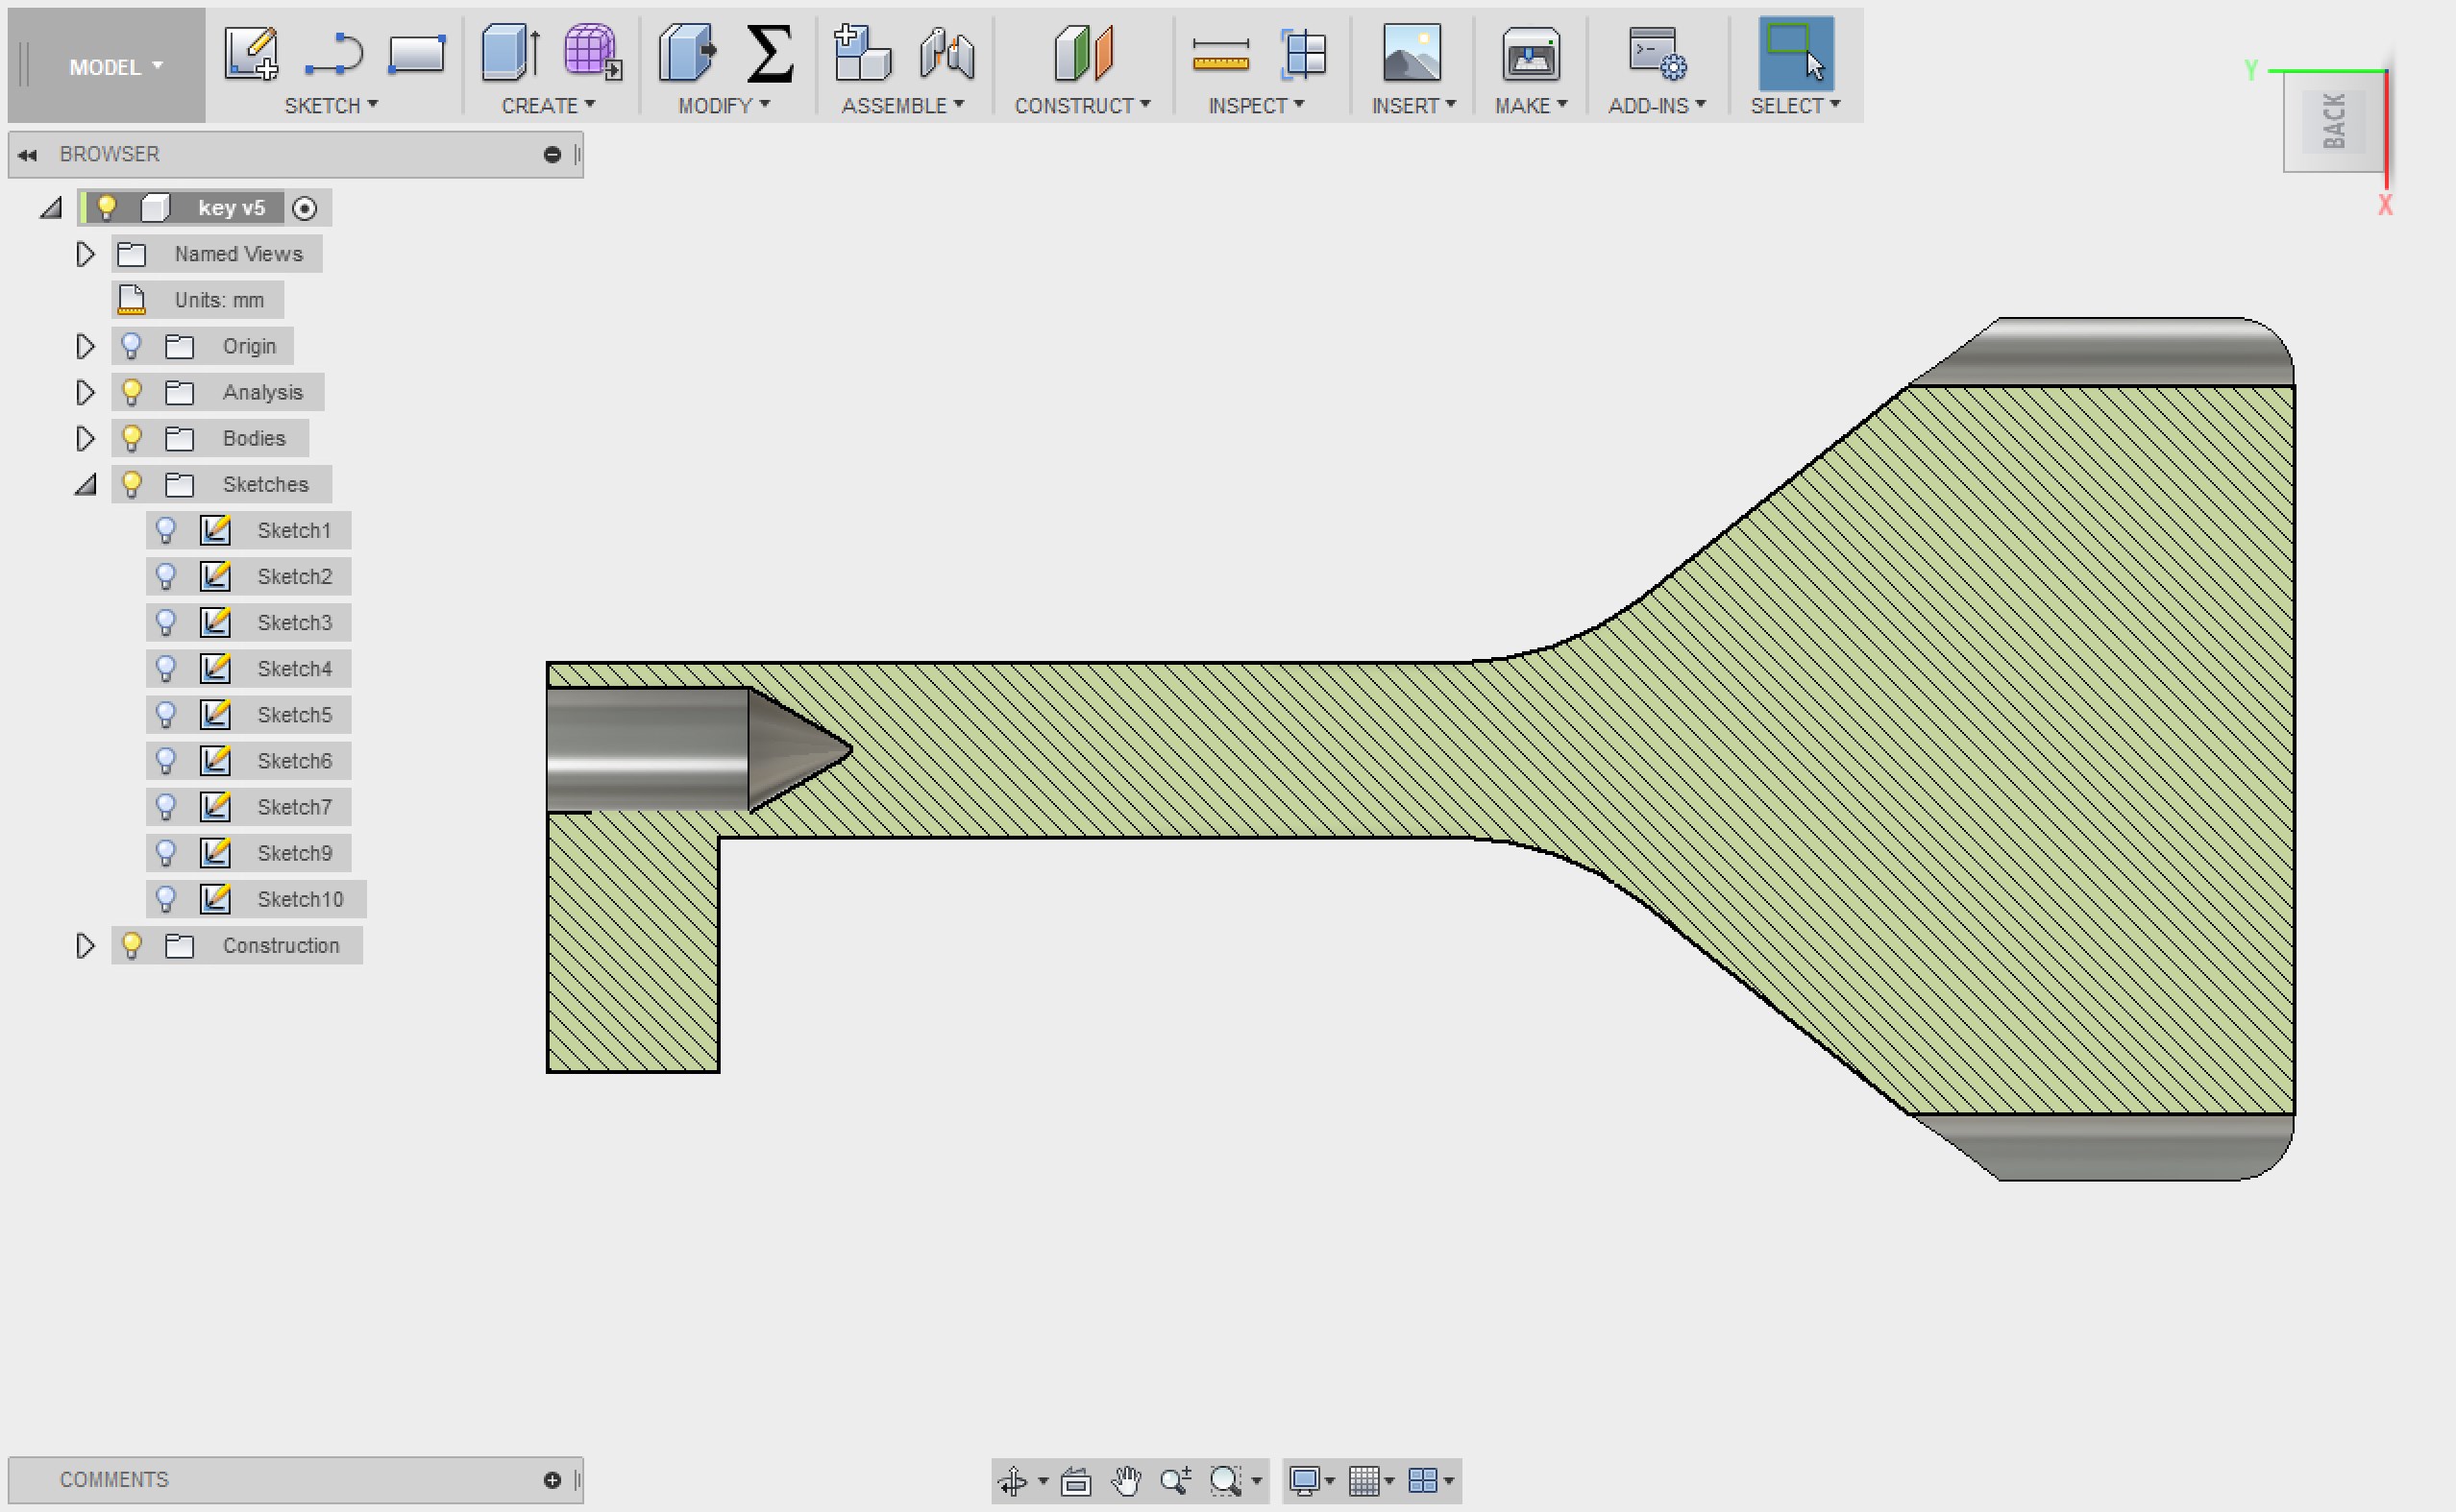 MODEL
SKETCH
CREATE
MODIFY
ASSEMBLE
CONSTRUCT
INSPECT
INSERT
MAKE
ADD-INS
SELECT
Y
BACK
X
BROWSER
key v5
Named Views
Units: mm
Origin
Analysis
Bodies
Sketches
Sketch1
Sketch2
Sketch3
Sketch4
Sketch5
Sketch6
Sketch7
Sketch9
Sketch10
Construction
COMMENTS